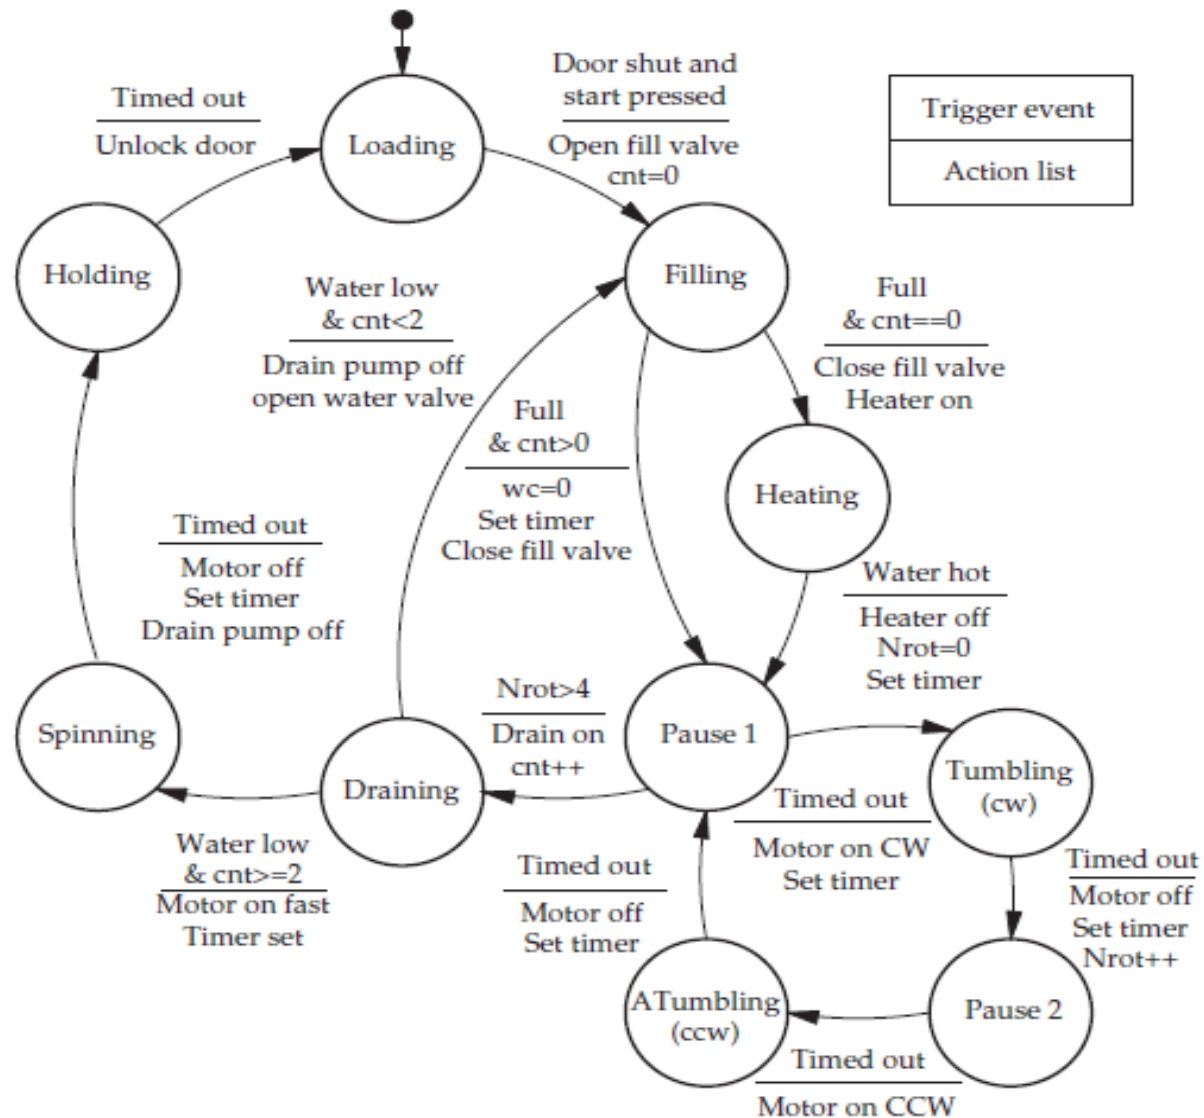 Timed out
Unlock door
Loading
Door shut and
start pressed
Open fill valve
cnt=0
Trigger event
Action list
Holding
Water low
& cnt<2
Drain pump off
open water valve
Filling
Full
& cnt==0
Close fill valve
Heater on
Full
& cnt>0
wc=0
Set timer
Close fill valve
Heating
Timed out
Motor off
Set timer
Drain pump off
Water hot
Heater off
Nrot=0
Set timer
Spinning
Draining
Nrot>4
Drain on
cnt++
Pause 1
Tumbling
(cw)
Timed out
Motor on CW
Set timer
Water low
& cnt>=2
Motor on fast
Timer set
Timed out
Motor off
Set timer
Timed out
Motor off
Set timer
Nrot++
ATumbling
(ccw)
Pause 2
Timed out
Motor on CCW